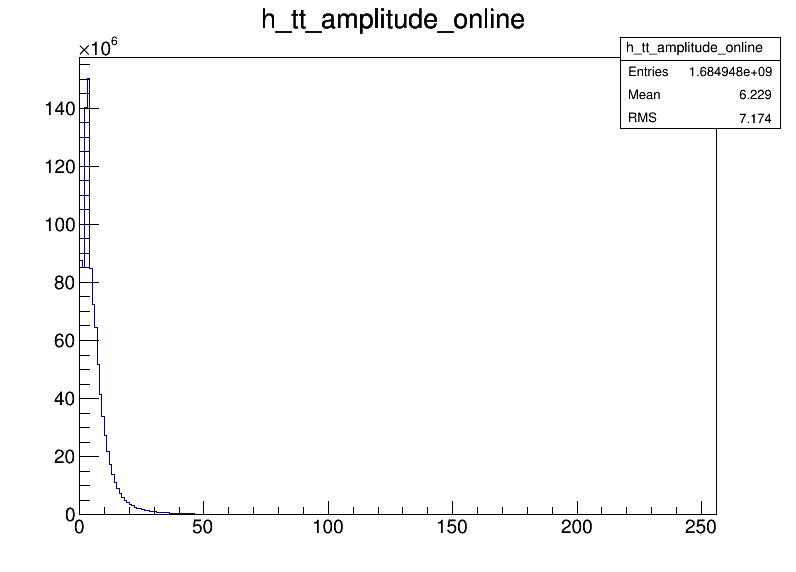 h_tt_amplitude_online
×10⁶
h_tt_amplitude_online
Entries 1.684948e+09
Mean 6.229
RMS 7.174
140
120
100
80
60
40
20
0
0 50 100 150 200 250